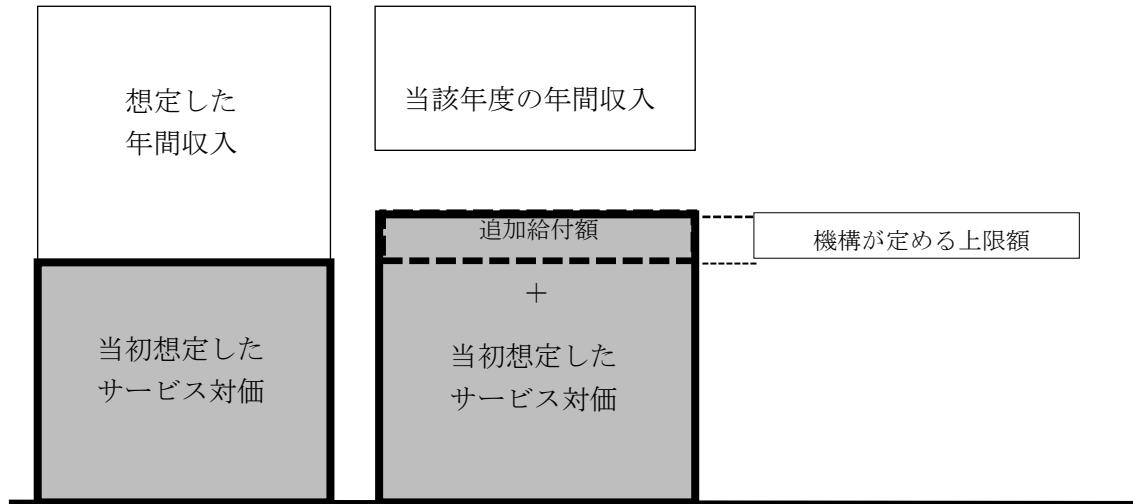 想定した
年間収入
当初想定した
サービス対価
当該年度の年間収入
追加給付額
＋
当初想定した
サービス対価
機構が定める上限額